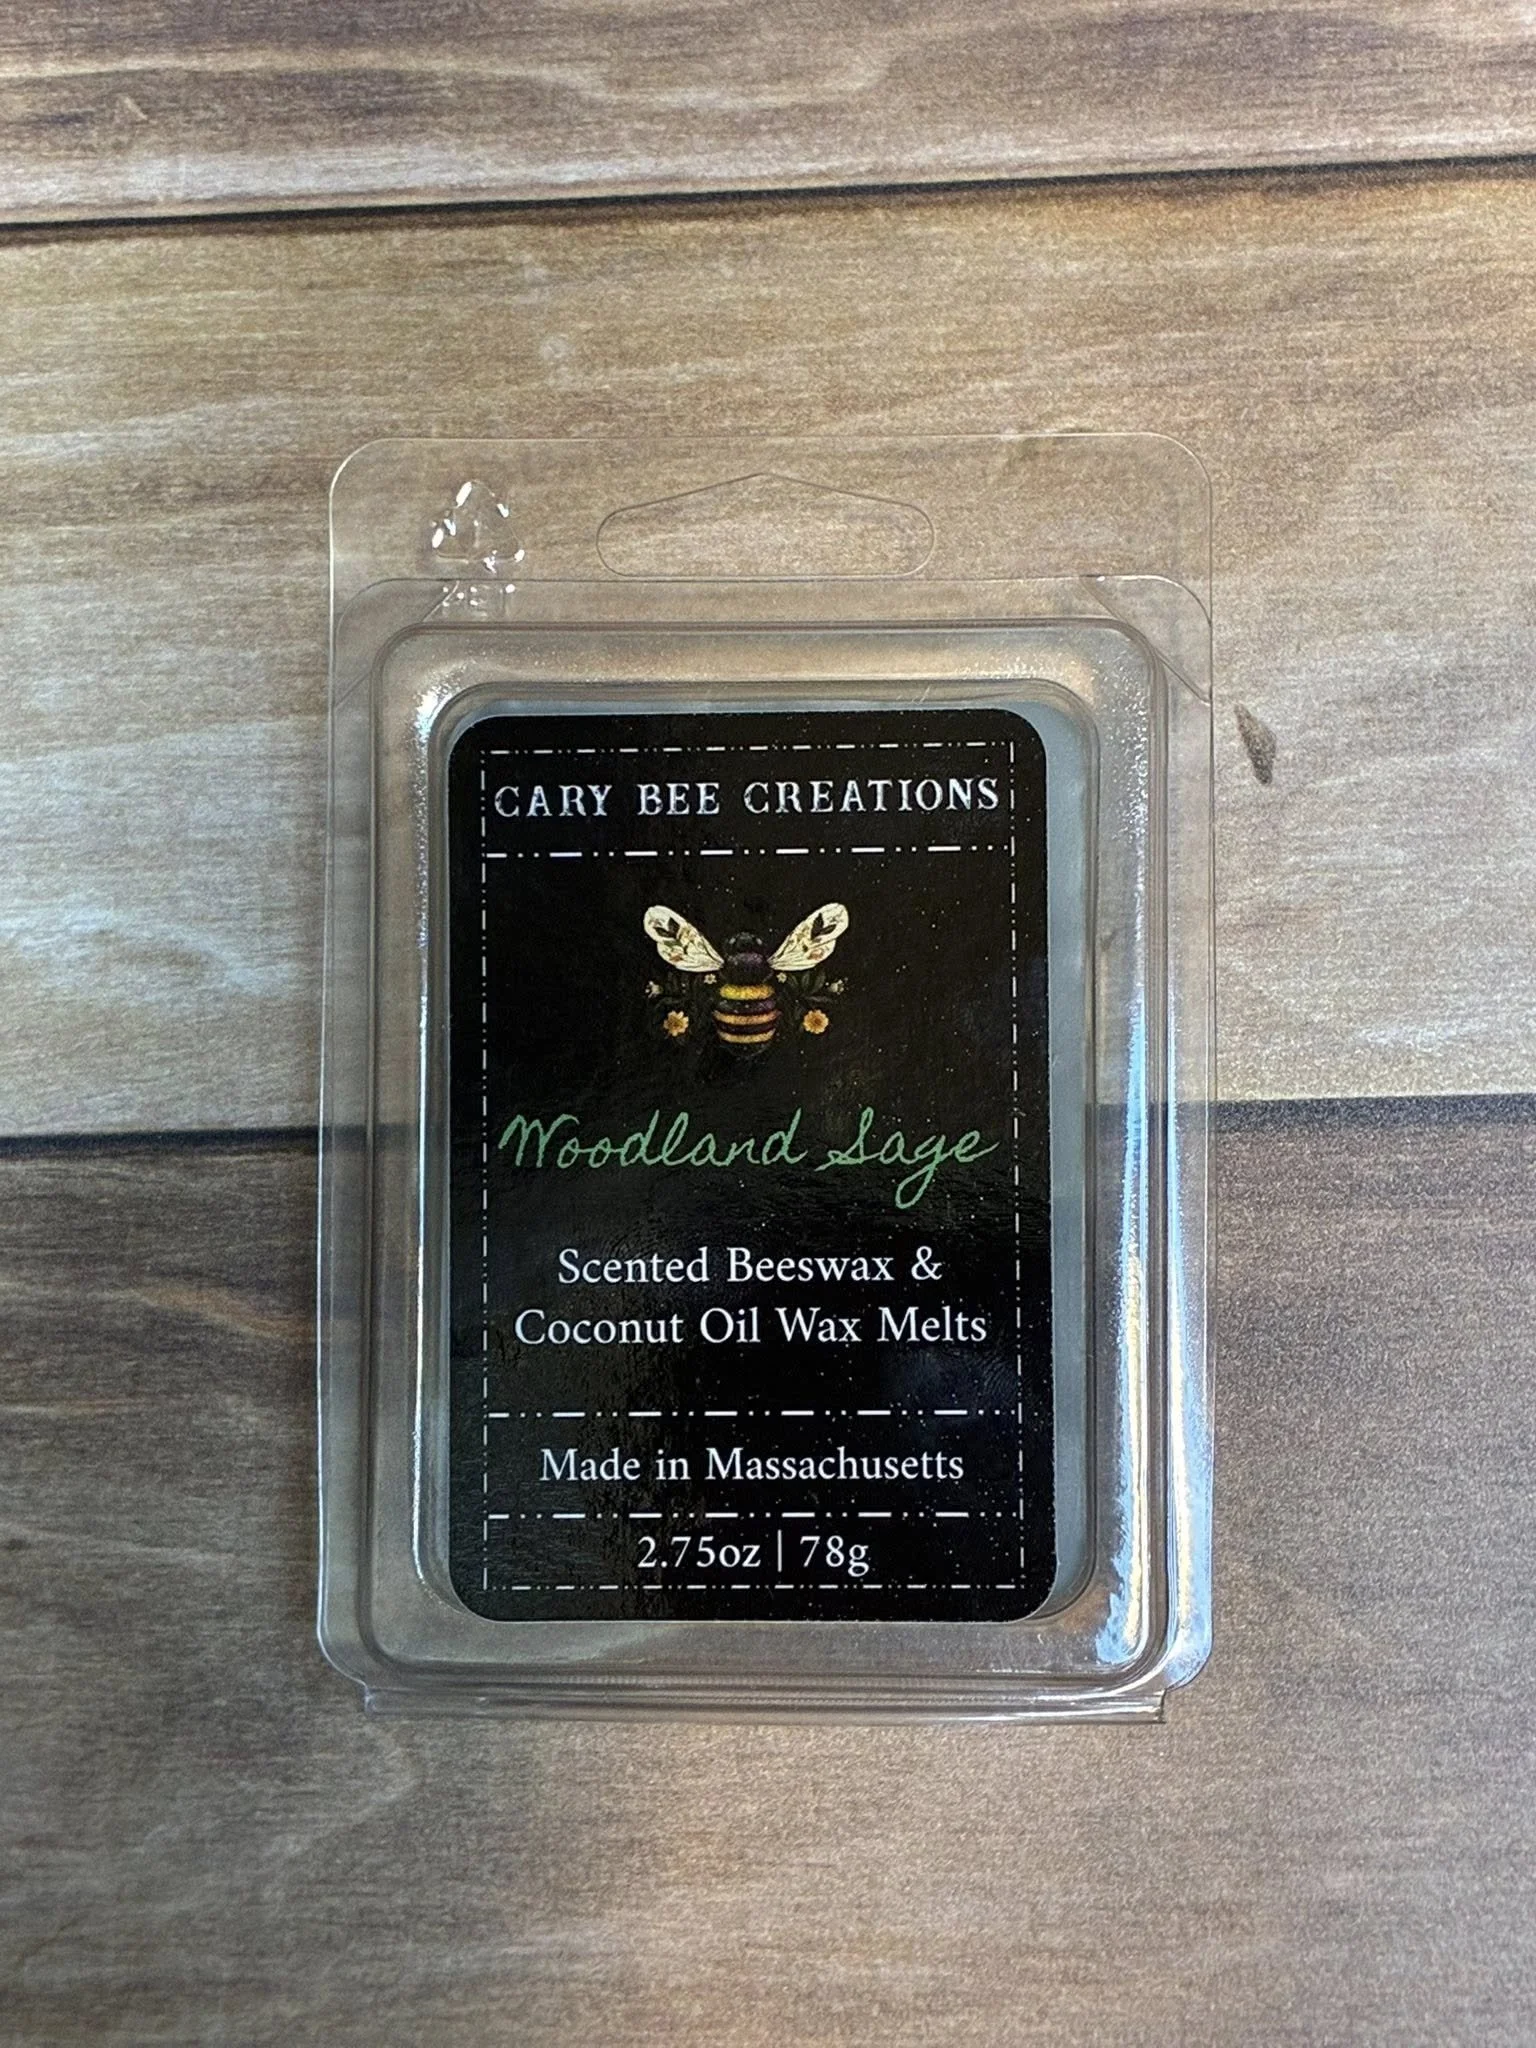 CARY BEE CREATIONS
Woodland Sage
Scented Beeswax &
Coconut Oil Wax Melts
Made in Massachusetts
2.75oz | 78g